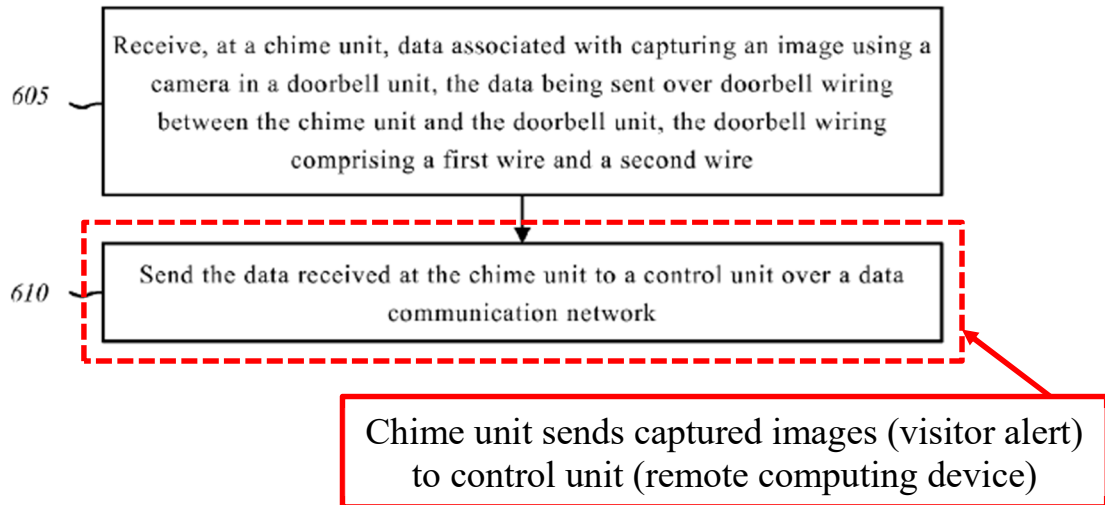 Receive, at a chime unit, data associated with capturing an image using a
camera in a doorbell unit, the data being sent over doorbell wiring
605
between the chime unit and the doorbell unit, the doorbell wiring
comprising a first wire and a second wire
Send the data received at the chime unit to a control unit over a data
610
communication network
Chime unit sends captured images (visitor alert)
to control unit (remote computing device)